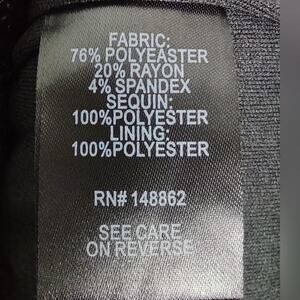 FABRIC:
76% POLYEASTER
20% RAYON
4% SPANDEX
SEQUIN:
100%POLYESTER
LINING:
100%POLYESTER
RN# 148862
SEE CARE
ON REVERSE